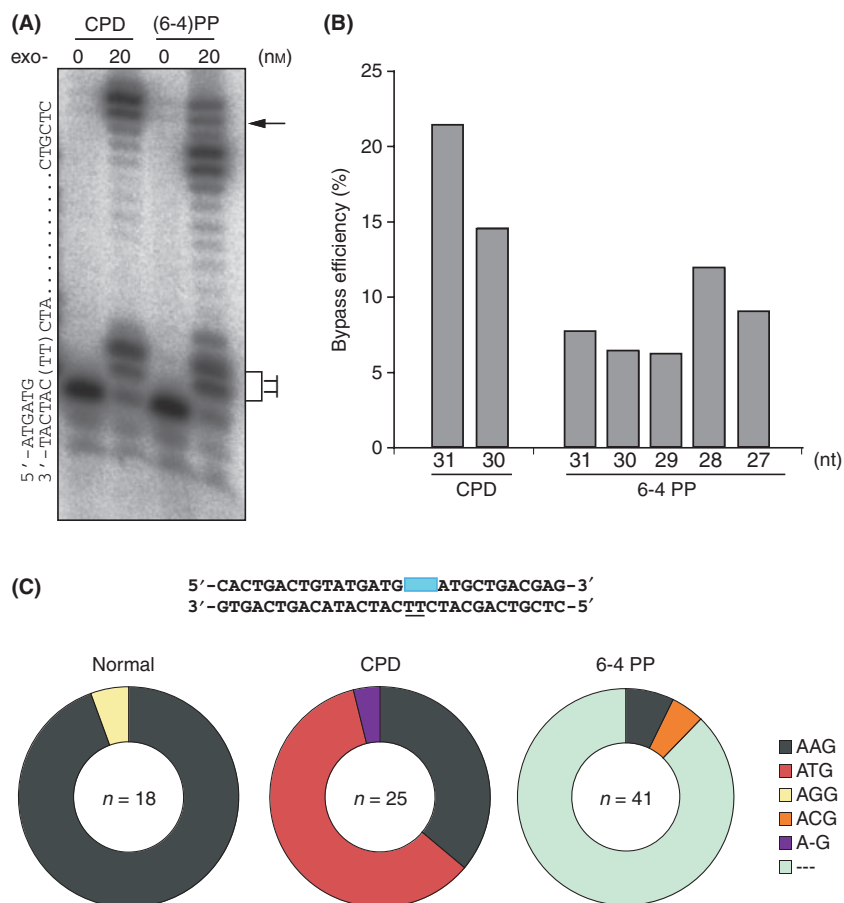 (A)
CPD (6-4)PP
exo- 0 20 0 20 (nM)
CTGCTC
5′-ATGATG
3′-TACTAC(TT)CTA..........CTGCTC
TT
(B)
Bypass efficiency (%)
25
20
15
10
5
0
31 30 31 30 29 28 27 (nt)
CPD 6-4 PP
(C)
5′-CACTGACTGTATGATG ATGCTGACGAG-3′
3′-GTGACTGACATACTACTTCTACGACTGCTC-5′
Normal CPD 6-4 PP
n = 18 n = 25 n = 41
AAG
ATG
AGG
ACG
A-G
---